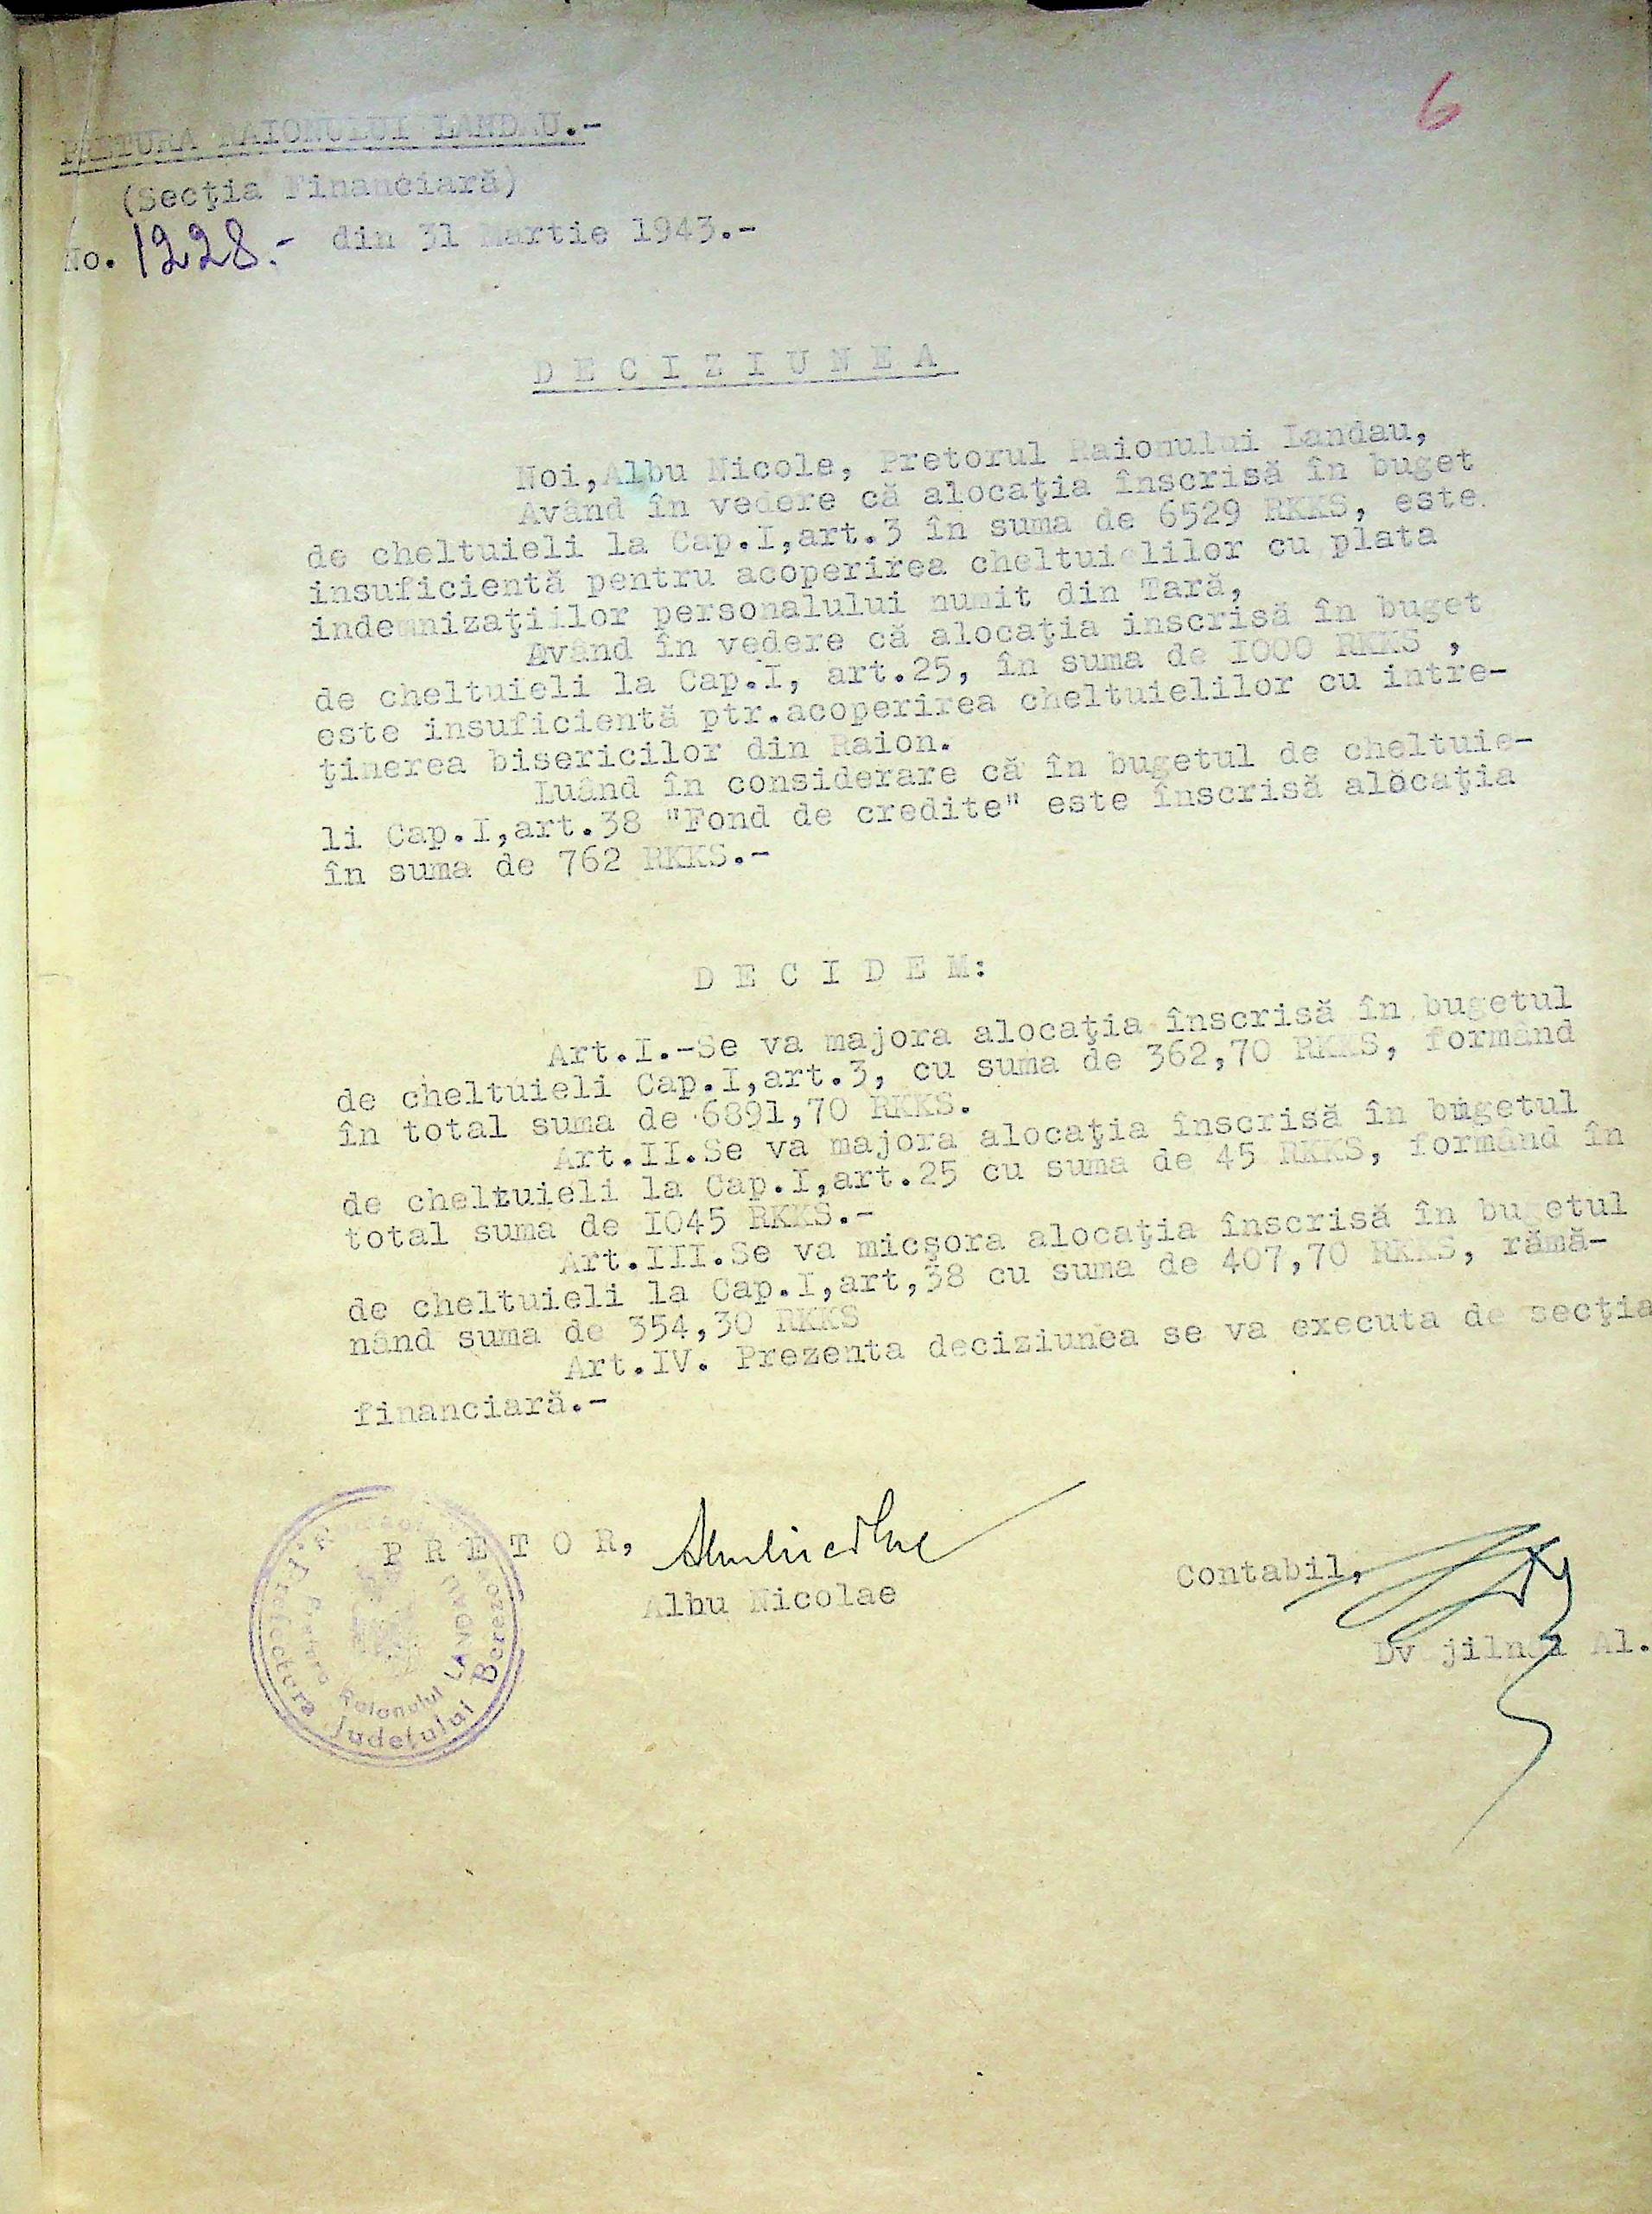 6
PRETURA RAIONULUI LANDAU.-
(Secţia Financiară)
No. 1228.- din 31 Martie 1943.-
D E C I Z I U N E A
Noi,Albu Nicole, Pretorul Raionului Landau,
Având în vedere că alocaţia înscrisă în buget
de cheltuieli la Cap.I,art.3 în suma de 6529 RKKS, este
insuficientă pentru acoperirea cheltuielilor cu plata
indemnizaţiilor personalului numit din Tară,
Având în vedere că alocaţia inscrisă în buget
de cheltuieli la Cap.I, art.25, în suma de I000 RKKS ,
este insuficientă ptr.acoperirea cheltuielilor cu intre-
ţinerea bisericilor din Raion.
Luând în considerare că în bugetul de cheltuie-
li Cap.I,art.38 "Fond de credite" este înscrisă alocaţia
în suma de 762 RKKS.-
D E C I D E M:
Art.I.-Se va majora alocaţia înscrisă în bugetul
de cheltuieli Cap.I,art.3, cu suma de 362,70 RKKS, formând
în total suma de 6891,70 RKKS.
Art.II.Se va majora alocaţia înscrisă în bugetul
de cheltuieli la Cap.I,art.25 cu suma de 45 RKKS, formând în
total suma de I045 RKKS.-
Art.III.Se va micşora alocaţia înscrisă în bugetul
de cheltuieli la Cap.I,art,38 cu suma de 407,70 RKKS, rămă-
nând suma de 354,30 RKKS
Art.IV. Prezenta deciziunea se va executa de secţia
financiară.-
P R E T O R,
Albu Nicolae
Contabil,
Al.
Prefectura Judeţului Berezo
Pretura Raionului LANDAU